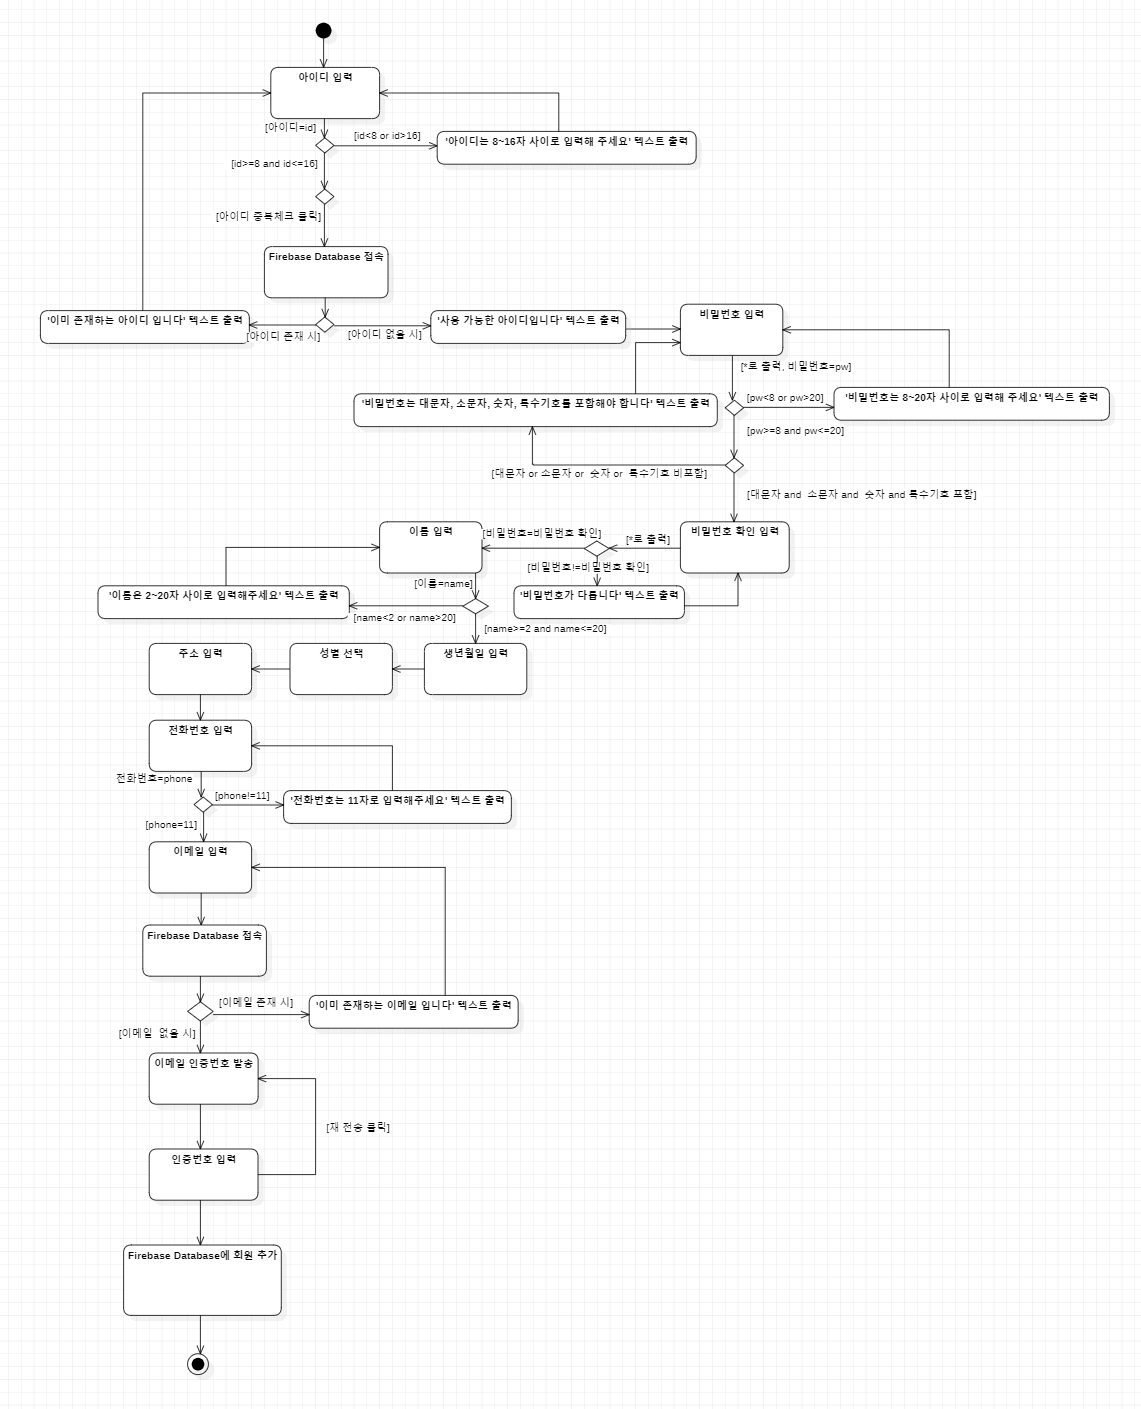 아이디 입력
[아이디=id]
[id<8 or id>16]
'아이디는 8~16자 사이로 입력해 주세요' 텍스트 출력
[id>=8 and id<=16]
[아이디 중복체크 클릭]
Firebase Database 접속
'이미 존재하는 아이디 입니다' 텍스트 출력
[아이디 존재 시]
[아이디 없을 시]
'사용 가능한 아이디입니다' 텍스트 출력
비밀번호 입력
[*로 출력, 비밀번호=pw]
'비밀번호는 대문자, 소문자, 숫자, 특수기호를 포함해야 합니다' 텍스트 출력
[pw<8 or pw>20]
'비밀번호는 8~20자 사이로 입력해 주세요' 텍스트 출력
[pw>=8 and pw<=20]
[대문자 or 소문자 or 숫자 or 특수기호 비포함]
[대문자 and 소문자 and 숫자 and 특수기호 포함]
이름 입력
[비밀번호=비밀번호 확인]
[*로 출력]
비밀번호 확인 입력
[비밀번호!=비밀번호 확인]
[이름=name]
'이름은 2~20자 사이로 입력해주세요' 텍스트 출력
'비밀번호가 다릅니다' 텍스트 출력
[name<2 or name>20]
[name>=2 and name<=20]
주소 입력
성별 선택
생년월일 입력
전화번호 입력
전화번호=phone
[phone!=11]
'전화번호는 11자로 입력해주세요' 텍스트 출력
[phone=11]
이메일 입력
Firebase Database 접속
[이메일 존재 시]
'이미 존재하는 이메일 입니다' 텍스트 출력
[이메일 없을 시]
이메일 인증번호 발송
[재 전송 클릭]
인증번호 입력
Firebase Database에 회원 추가